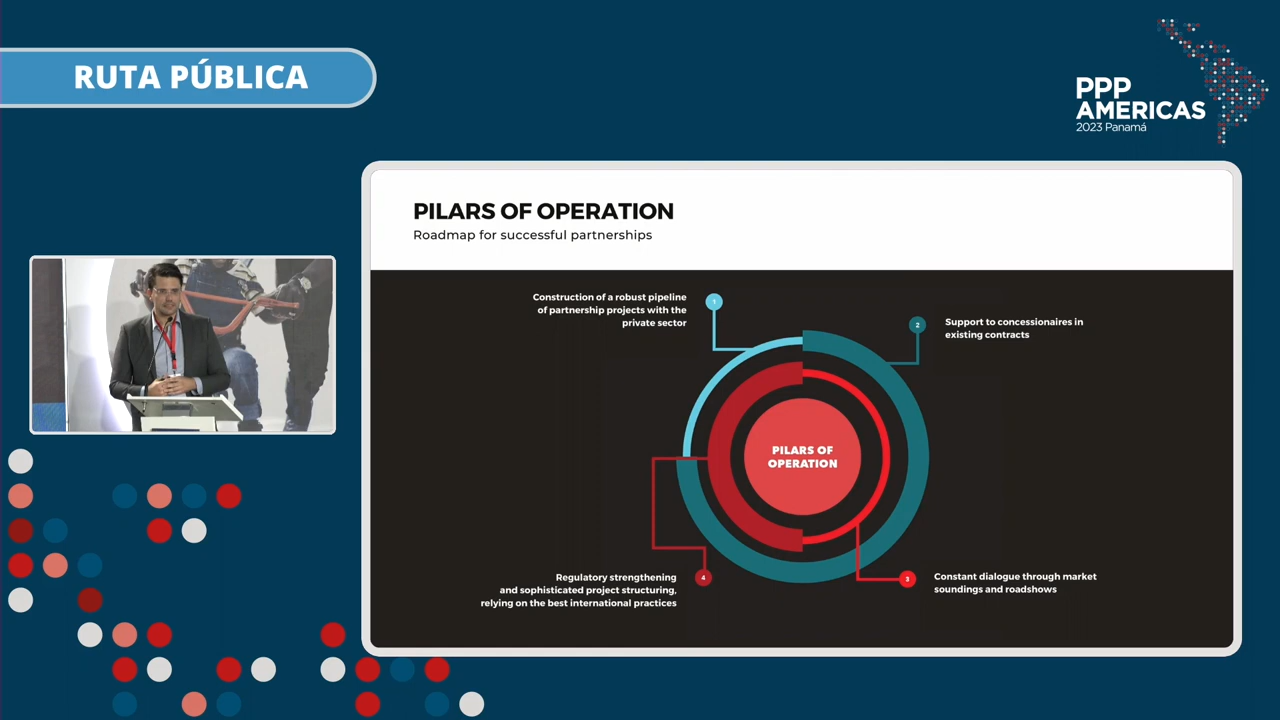 RUTA PÚBLICA
PPP
AMERICAS
2023 Panamá
PILARS OF OPERATION
Roadmap for successful partnerships
Construction of a robust pipeline
of partnership projects with the
private sector
1
2
Support to concessionaires in
existing contracts
PILARS OF
OPERATION
Regulatory strengthening
and sophisticated project structuring,
relying on the best international practices
4
3
Constant dialogue through market
soundings and roadshows